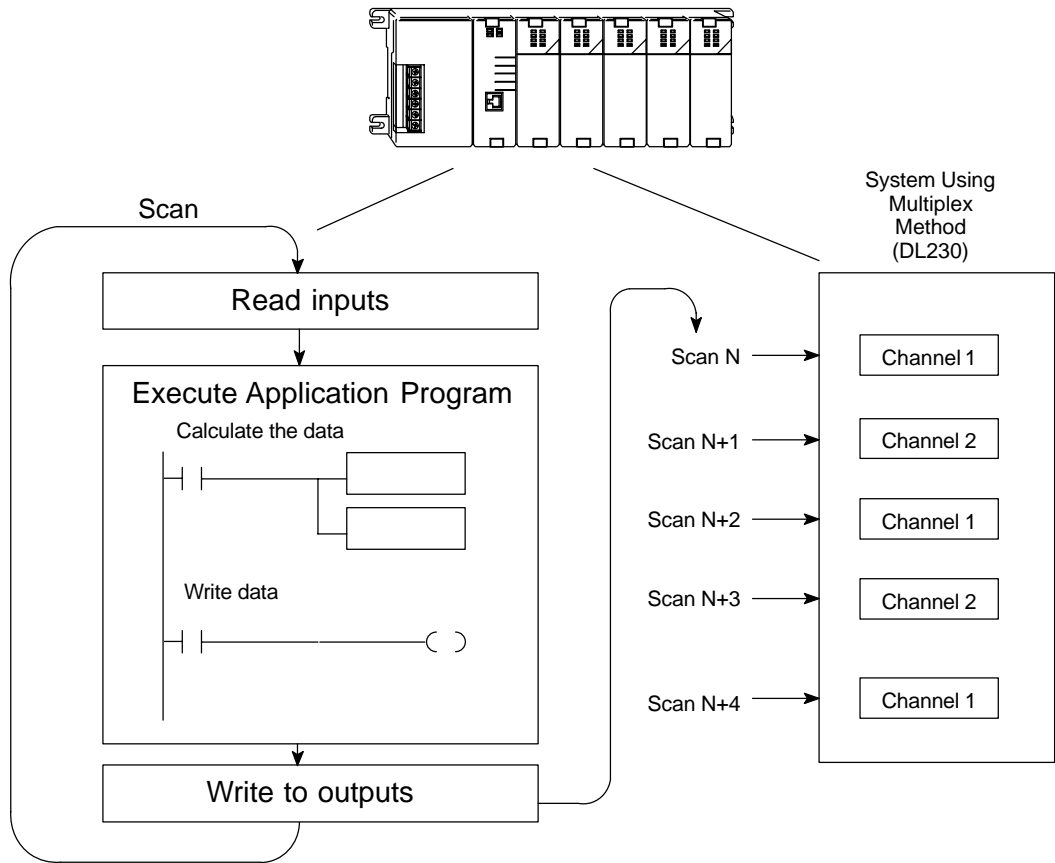 Scan
Read inputs
Execute Application Program
Calculate the data
Write data
Write to outputs
System Using
Multiplex
Method
(DL230)
Scan N
Channel 1
Scan N+1
Channel 2
Scan N+2
Channel 1
Scan N+3
Channel 2
Scan N+4
Channel 1